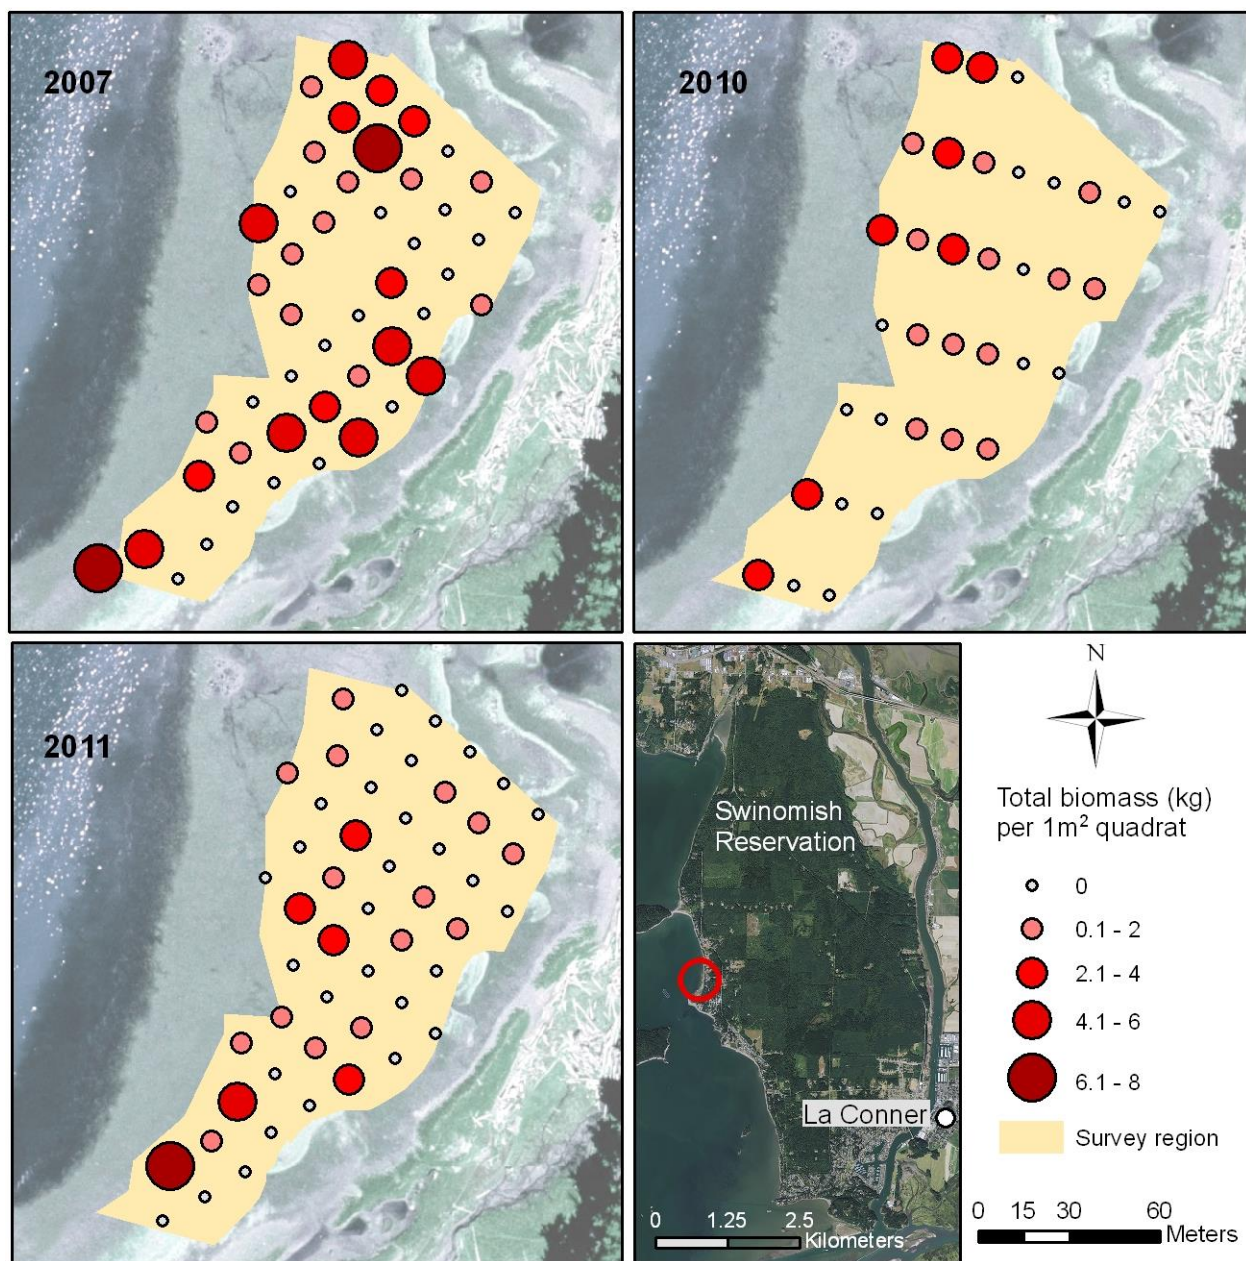 2007
2010
2011
Swinomish
Reservation
La Conner
0 1.25 2.5
Kilometers
N
Total biomass (kg)
per 1m² quadrat
0
0.1 - 2
2.1 - 4
4.1 - 6
6.1 - 8
Survey region
0 15 30 60
Meters